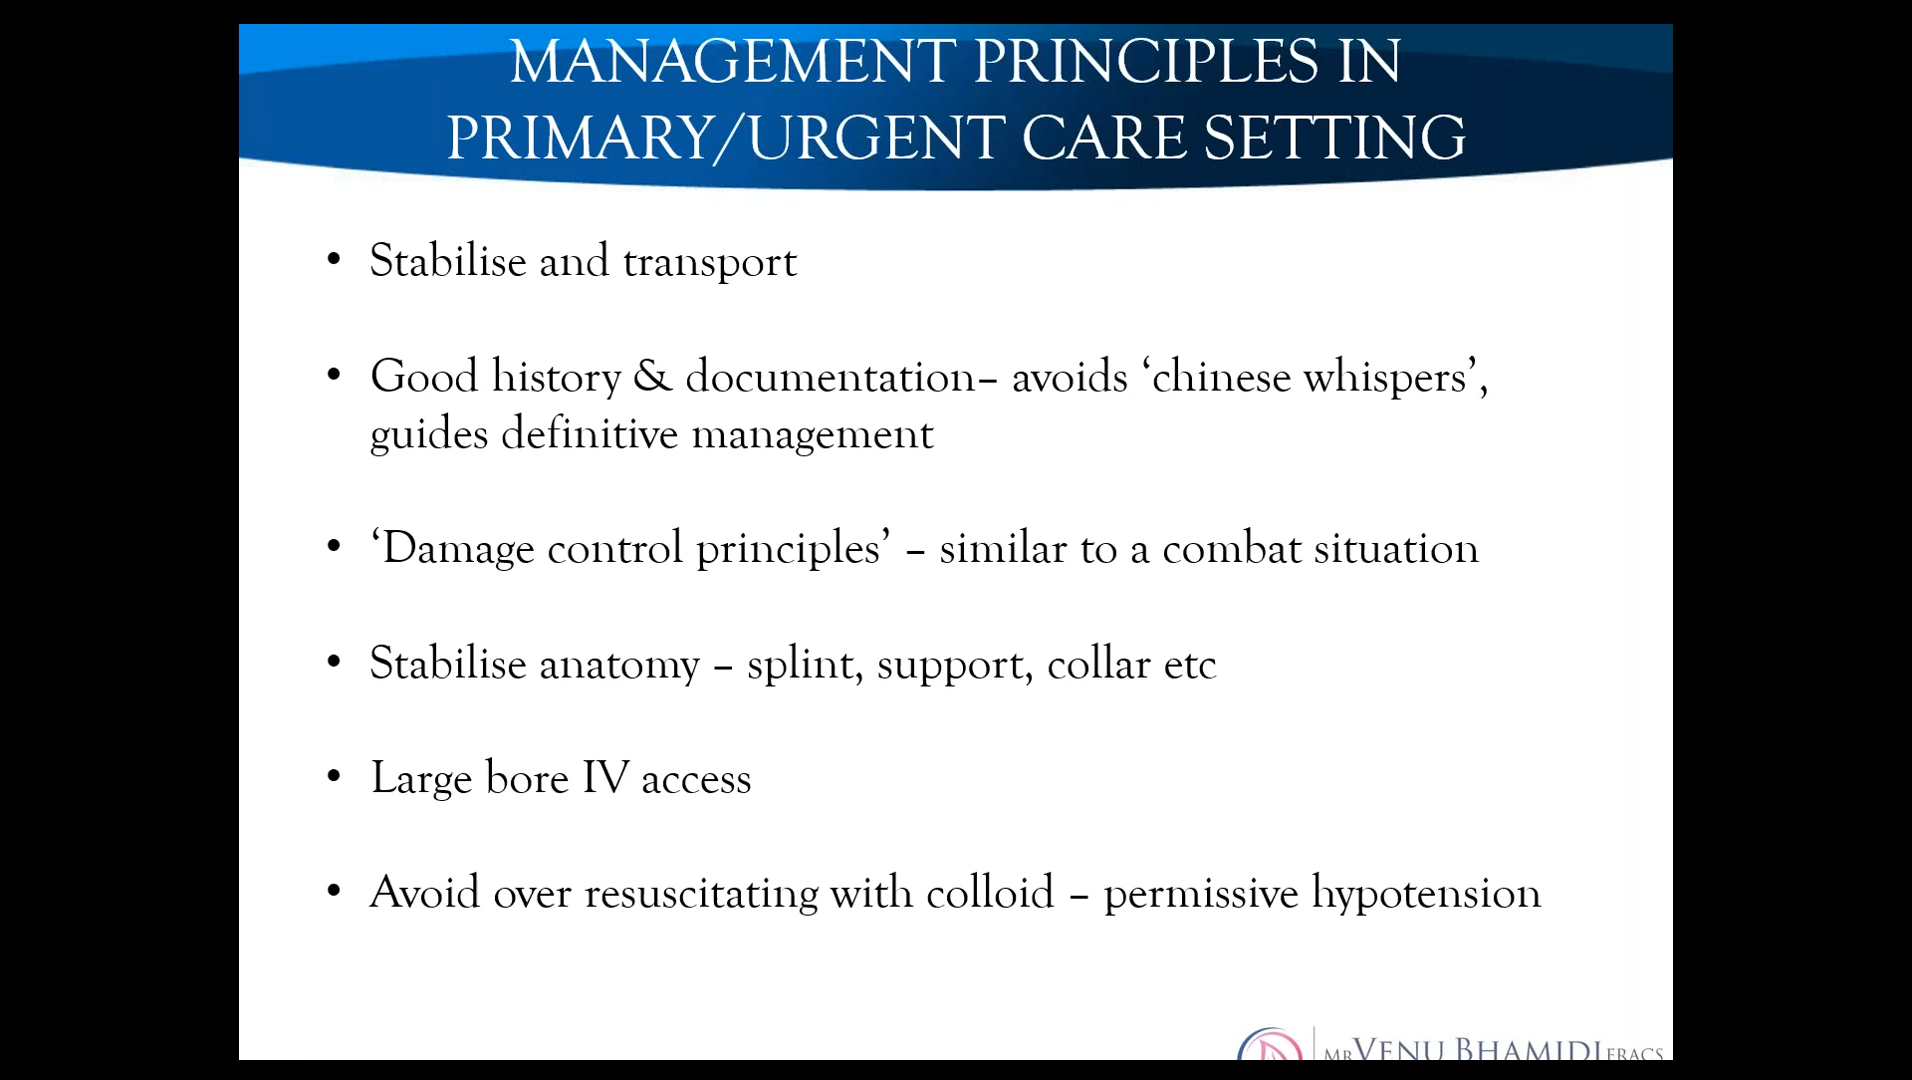 MANAGEMENT PRINCIPLES IN
PRIMARY/URGENT CARE SETTING
• Stabilise and transport
• Good history & documentation– avoids ‘chinese whispers’,
guides definitive management
• ‘Damage control principles’ – similar to a combat situation
• Stabilise anatomy – splint, support, collar etc
• Large bore IV access
• Avoid over resuscitating with colloid – permissive hypotension
MR VENU BHAMIDI FRACS